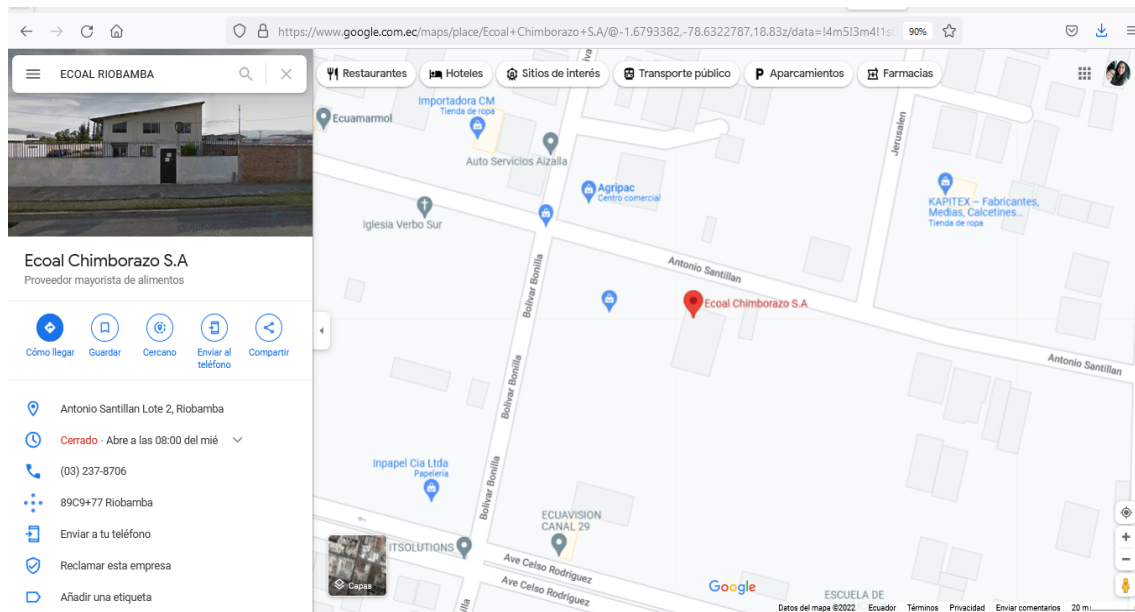 https://www.google.com.ec/maps/place/Ecoal+Chimborazo+S.A/@-1.6793382,-78.6322787,18.83z/data=!4m5!3m4!1s
90%
ECOAL RIOBAMBA
Restaurantes
Hoteles
Sitios de interés
Transporte público
Aparcamientos
Farmacias
Ecoal Chimborazo S.A
Proveedor mayorista de alimentos
Cómo llegar
Guardar
Cercano
Enviar al
teléfono
Compartir
Antonio Santillan Lote 2, Riobamba
Cerrado · Abre a las 08:00 del mié
(03) 237-8706
89C9+77 Riobamba
Enviar a tu teléfono
Reclamar esta empresa
Añadir una etiqueta
Importadora CM
Tienda de ropa
Ecuamarmol
Auto Servicios Aizalla
Jerusalen
Agripac
Centro comercial
KAPITEX – Fabricantes,
Medias, Calcetines...
Tienda de ropa
Iglesia Verbo Sur
Antonio Santillan
Bolivar Bonilla
Ecoal Chimborazo S.A
Antonio Santillan
Bolivar Bonilla
Inpapel Cia Ltda
Papelería
Bolivar Bonilla
ECUAVISION
CANAL 29
ITSOLUTIONS
Ave Celso Rodriguez
Ave Celso Rodriguez
Capas
Google
ESCUELA DE
Datos del mapa ©2022
Ecuador
Términos
Privacidad
Enviar comentarios
20 m